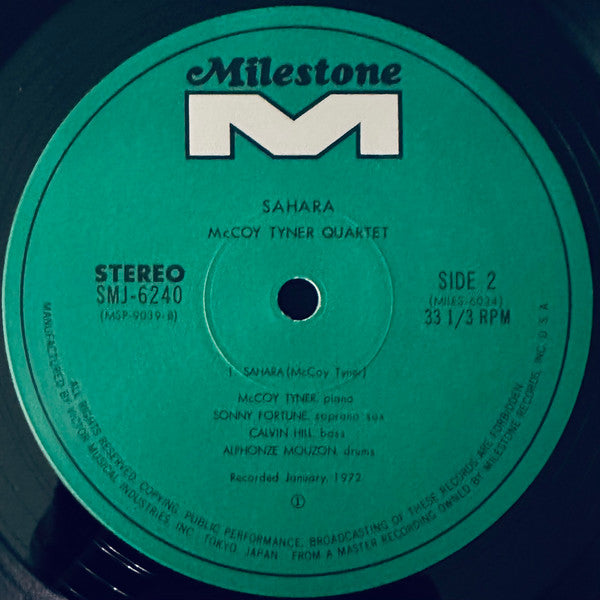 Milestone
M
SAHARA
McCOY TYNER QUARTET
STEREO
SMJ-6240
(MSP-9039-B)
SIDE 2
(MILES-6034)
33 1/3 RPM
1. SAHARA (McCoy Tyner)
McCOY TYNER, piano
SONNY FORTUNE, soprano sax
CALVIN HILL, bass
ALPHONZE MOUZON, drums
Recorded January, 1972
I
MANUFACTURED BY VICTOR MUSICAL INDUSTRIES, INC. · TOKYO, JAPAN · FROM A MASTER RECORDING OWNED BY MILESTONE RECORDS, INC. U.S.A.
ALL RIGHTS RESERVED. COPYING, PUBLIC PERFORMANCE, BROADCASTING OF THESE RECORDS ARE FORBIDDEN.